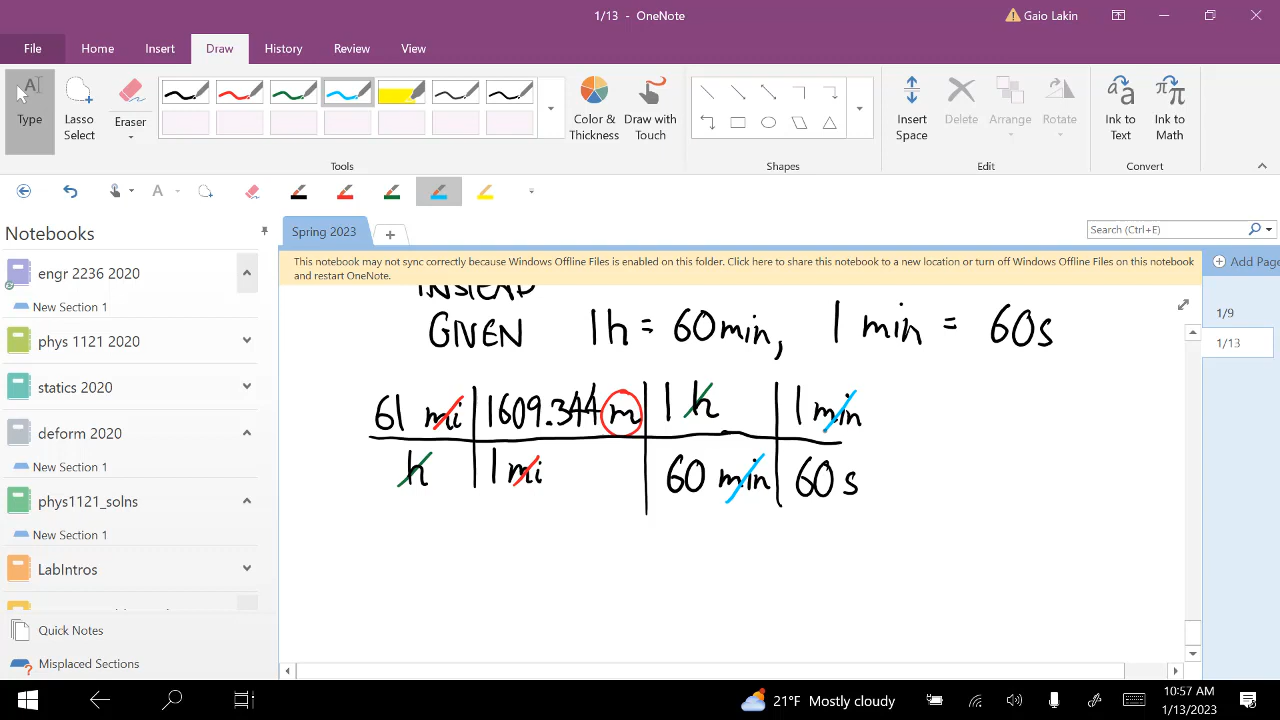 1/13 - OneNote
Gaio Lakin
File Home Insert Draw History Review View
Type
Lasso Select
Eraser
Color & Thickness
Draw with Touch
Insert Space
Delete
Arrange
Rotate
Ink to Text
Ink to Math
Tools
Shapes
Edit
Convert
Notebooks
Spring 2023
Search (Ctrl+E)
This notebook may not sync correctly because Windows Offline Files is enabled on this folder. Click here to share this notebook to a new location or turn off Windows Offline Files on this notebook
and restart OneNote.
Add Page
1/9
1/13
engr 2236 2020
New Section 1
phys 1121 2020
statics 2020
deform 2020
New Section 1
phys1121_solns
New Section 1
LabIntros
Quick Notes
Misplaced Sections
INSTEAD
GIVEN 1h = 60min, 1 min = 60s
61 mi 1609.344 m 1 h 1 min
h 1 mi 60 min 60 s
21°F Mostly cloudy
10:57 AM
1/13/2023